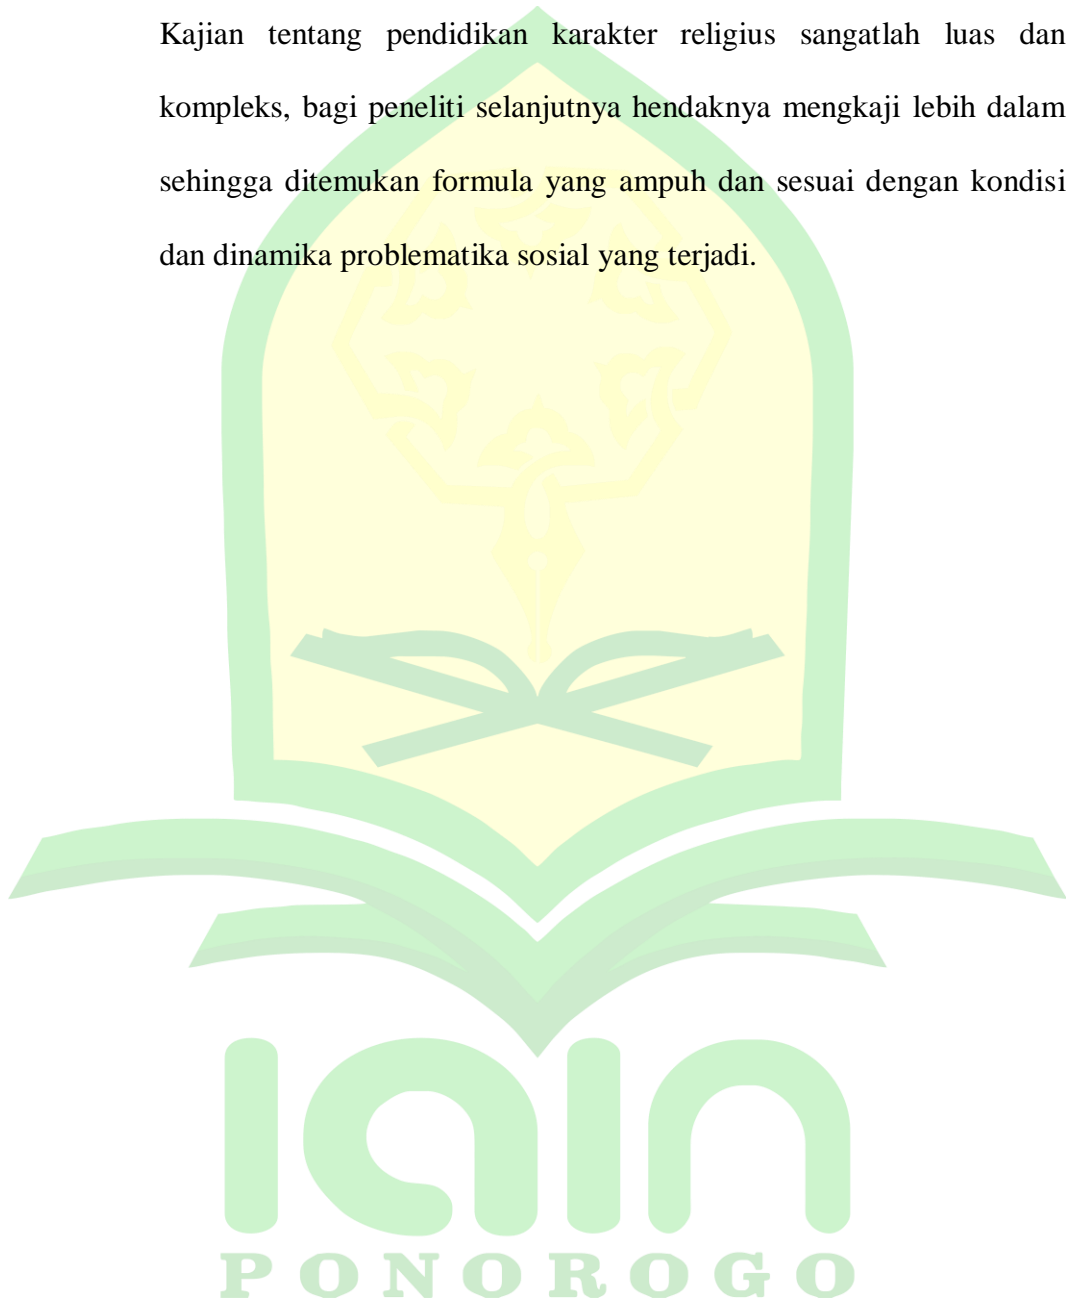 Kajian tentang pendidikan karakter religius sangatlah luas dan
kompleks, bagi peneliti selanjutnya hendaknya mengkaji lebih dalam
sehingga ditemukan formula yang ampuh dan sesuai dengan kondisi
dan dinamika problematika sosial yang terjadi.
IAIN
PONOROGO